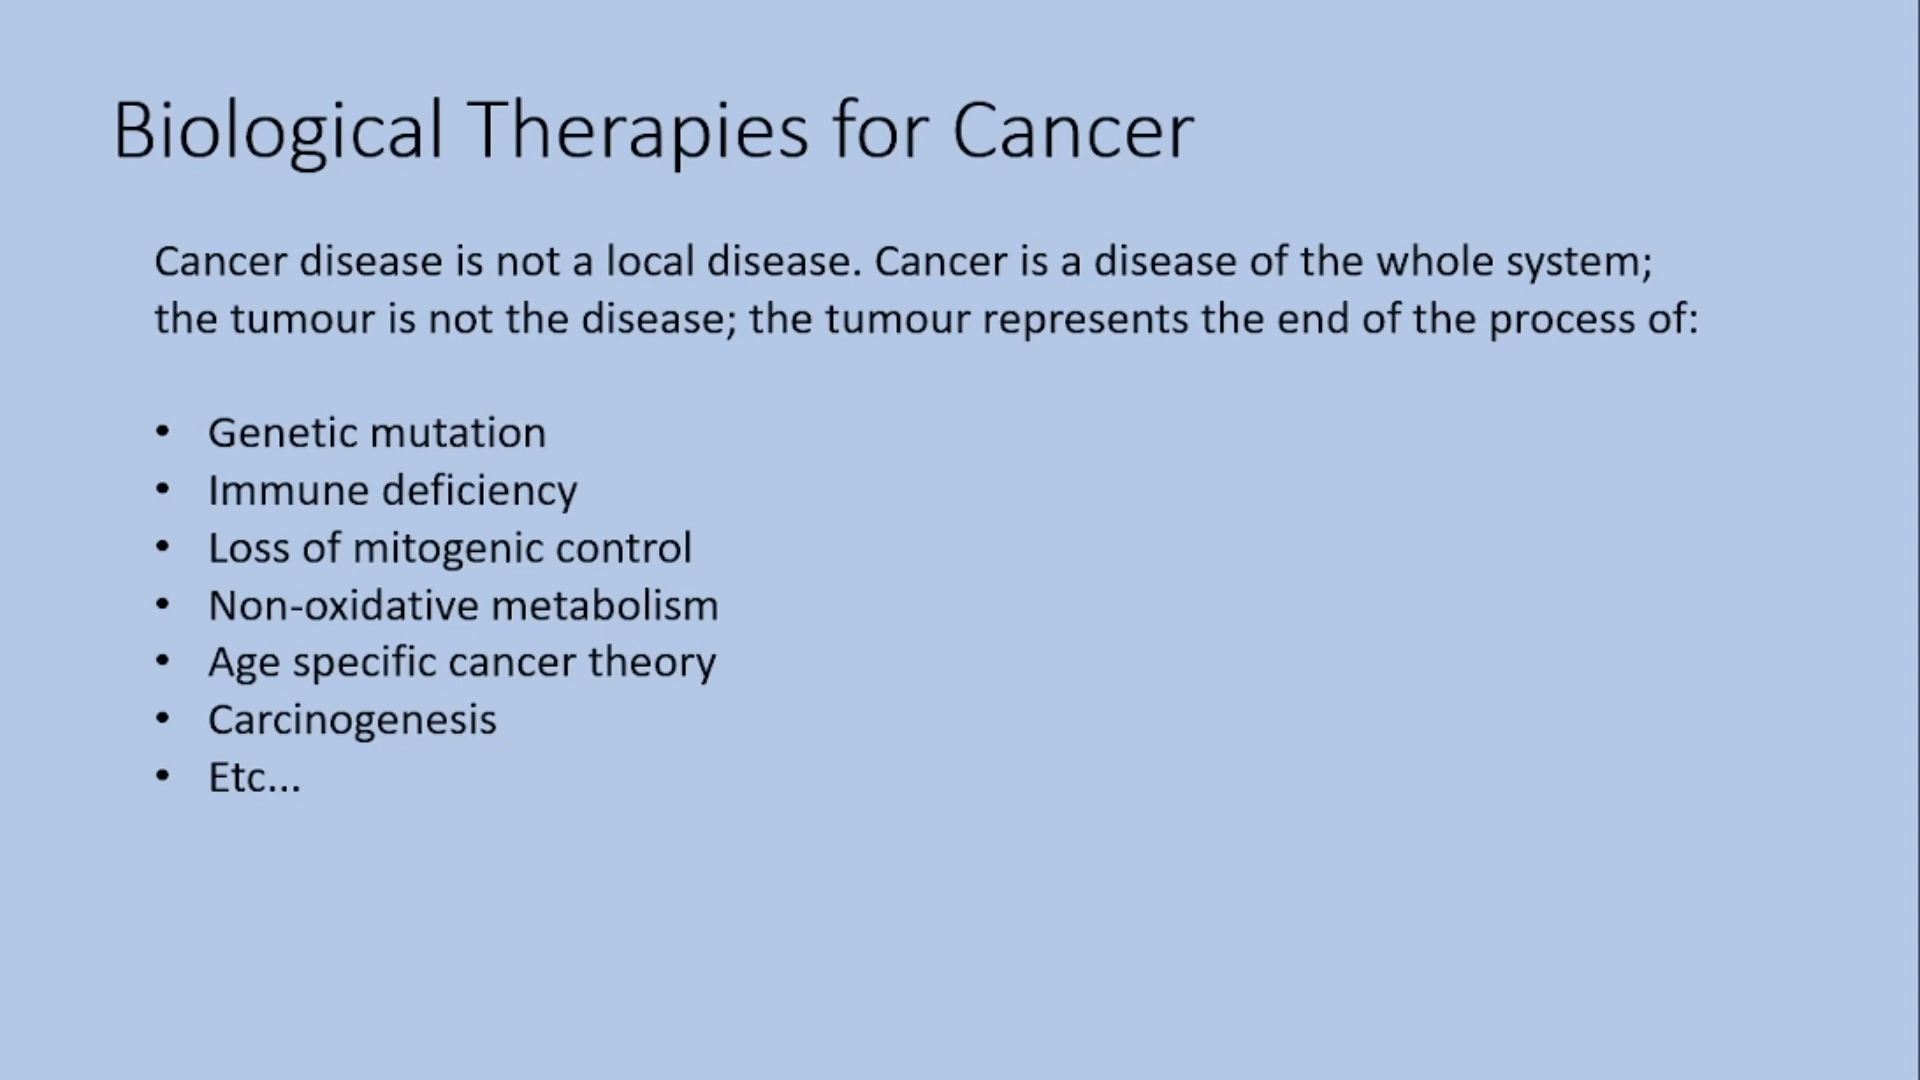 Biological Therapies for Cancer
Cancer disease is not a local disease. Cancer is a disease of the whole system;
the tumour is not the disease; the tumour represents the end of the process of:
• Genetic mutation
• Immune deficiency
• Loss of mitogenic control
• Non-oxidative metabolism
• Age specific cancer theory
• Carcinogenesis
• Etc...